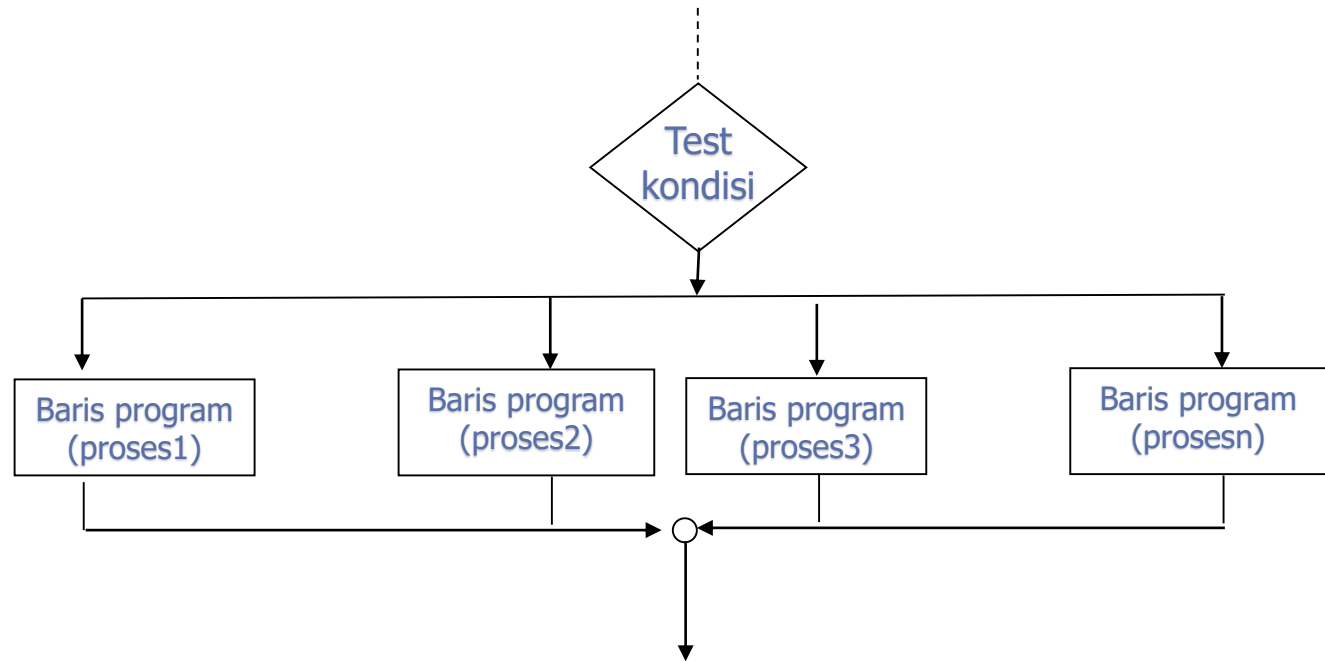 Test
kondisi
Baris program
(proses1)
Baris program
(proses2)
Baris program
(proses3)
Baris program
(prosesn)